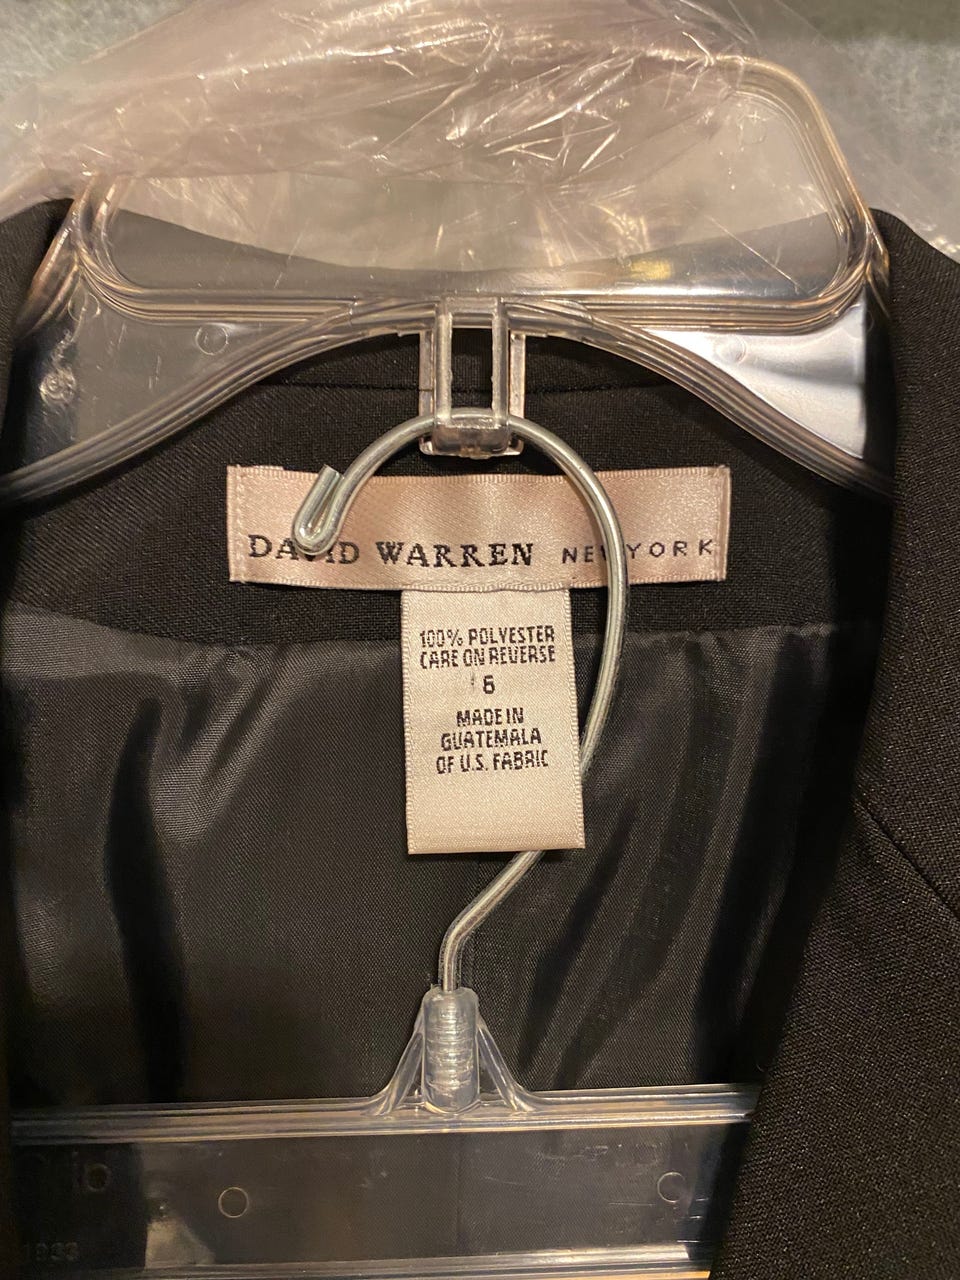 DAVID WARREN NEW YORK
100% POLYESTER
CARE ON REVERSE
6
MADE IN
GUATEMALA
OF U.S. FABRIC